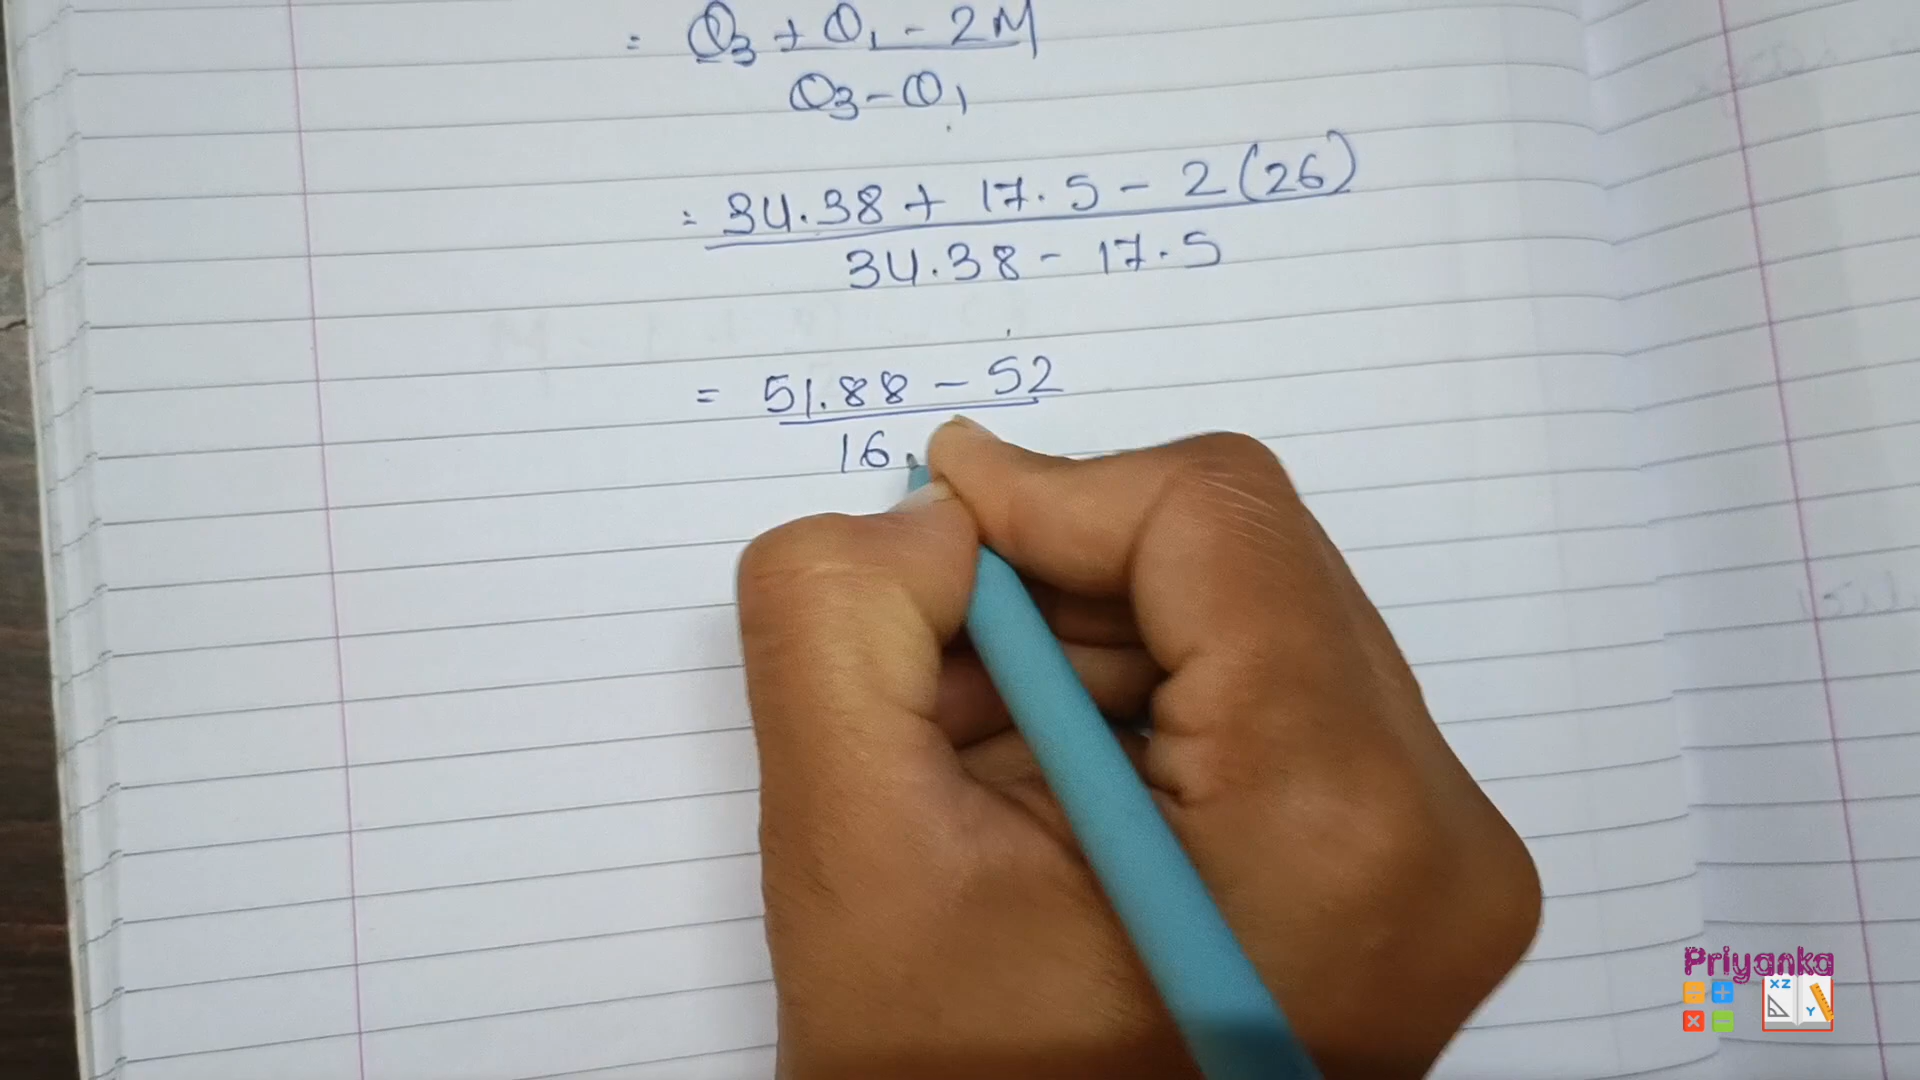 = Q3 + Q1 - 2M
Q3 - Q1
= 34.38 + 17.5 - 2(26)
34.38 - 17.5
= 51.88 - 52
16.
Priyanka
XZ
Y